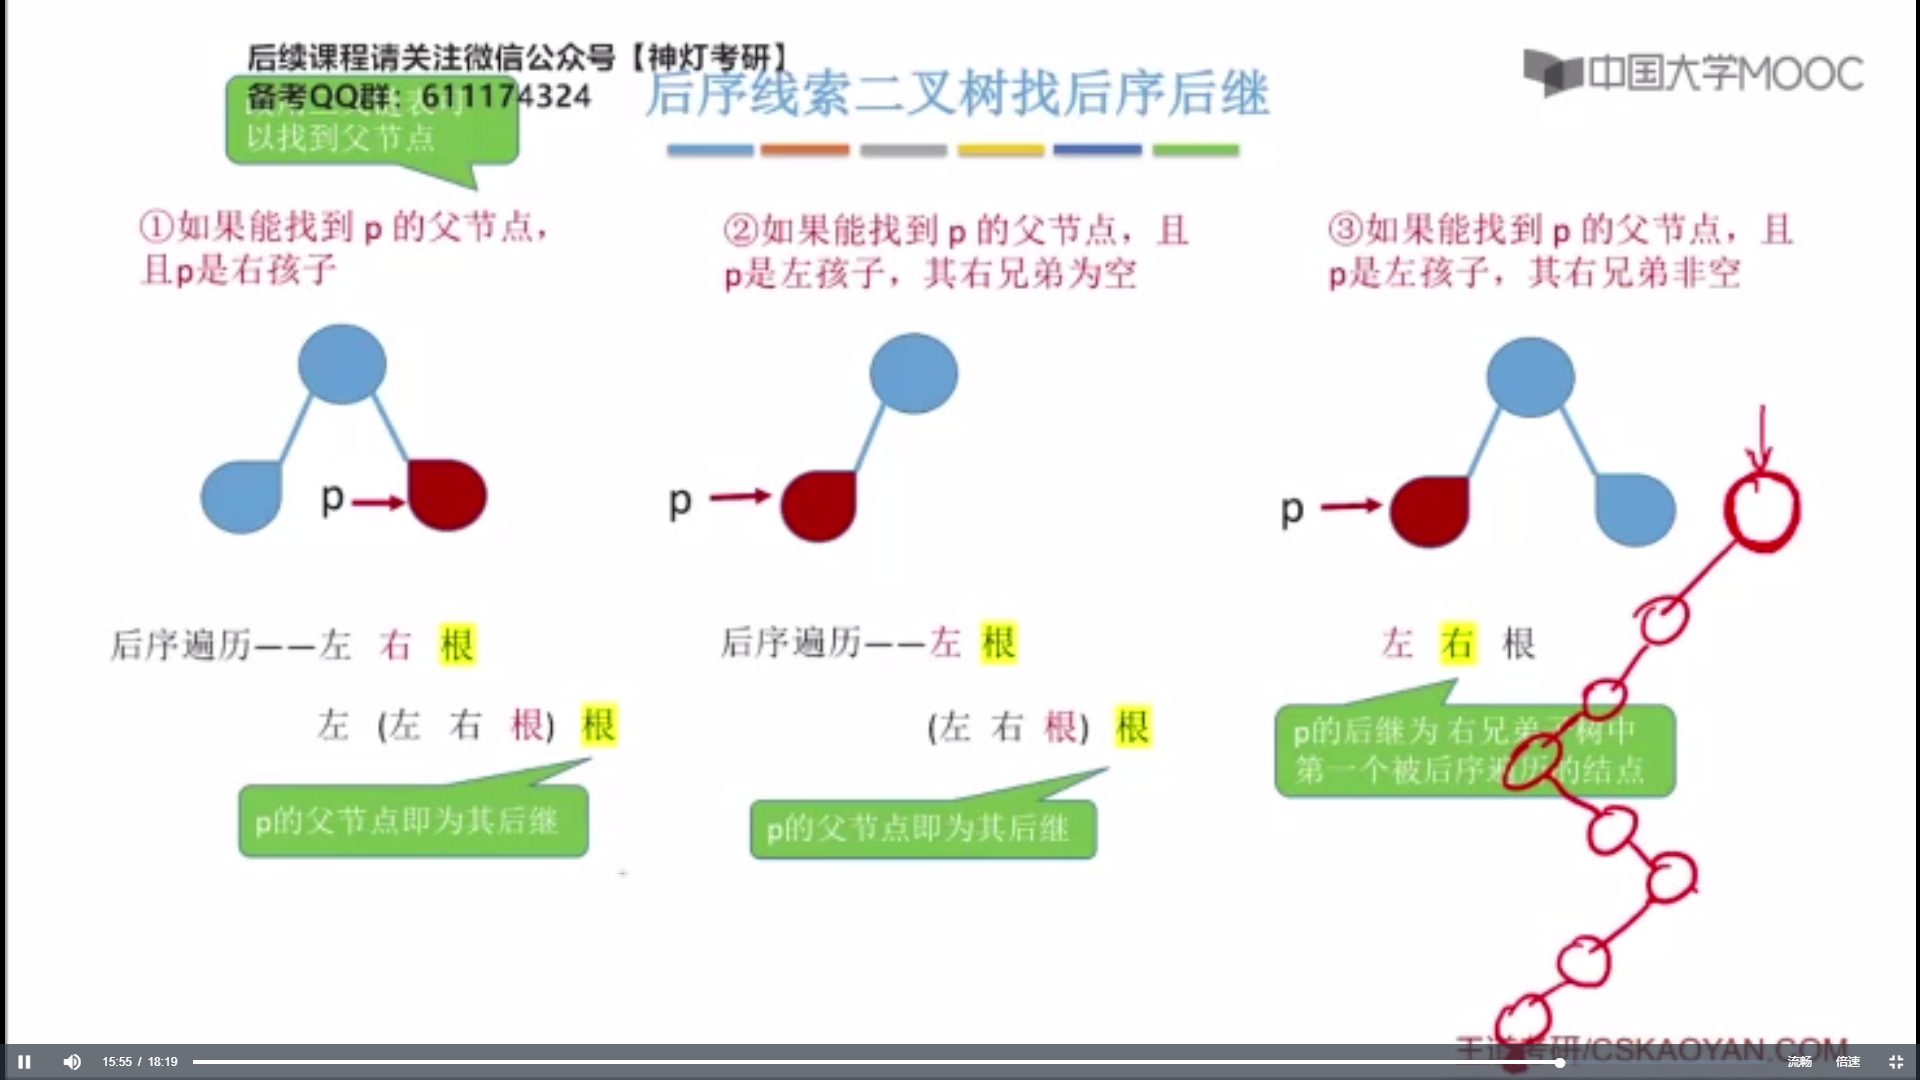 后续课程请关注微信公众号【神灯考研】
备考QQ群：611174324
以找到父节点
后序线索二叉树找后序后继
中国大学MOOC
①如果能找到 p 的父节点，
且p是右孩子
p
后序遍历——左 右 根
左 (左 右 根) 根
p的父节点即为其后继
②如果能找到 p 的父节点，且
p是左孩子，其右兄弟为空
p
后序遍历——左 根
(左 右 根) 根
p的父节点即为其后继
③如果能找到 p 的父节点，且
p是左孩子，其右兄弟非空
p
左 右 根
p的后继为 右兄弟子树中
第一个被后序遍历的结点
王道考研/CSKAOYAN.COM
15:55 / 18:19
流畅 倍速